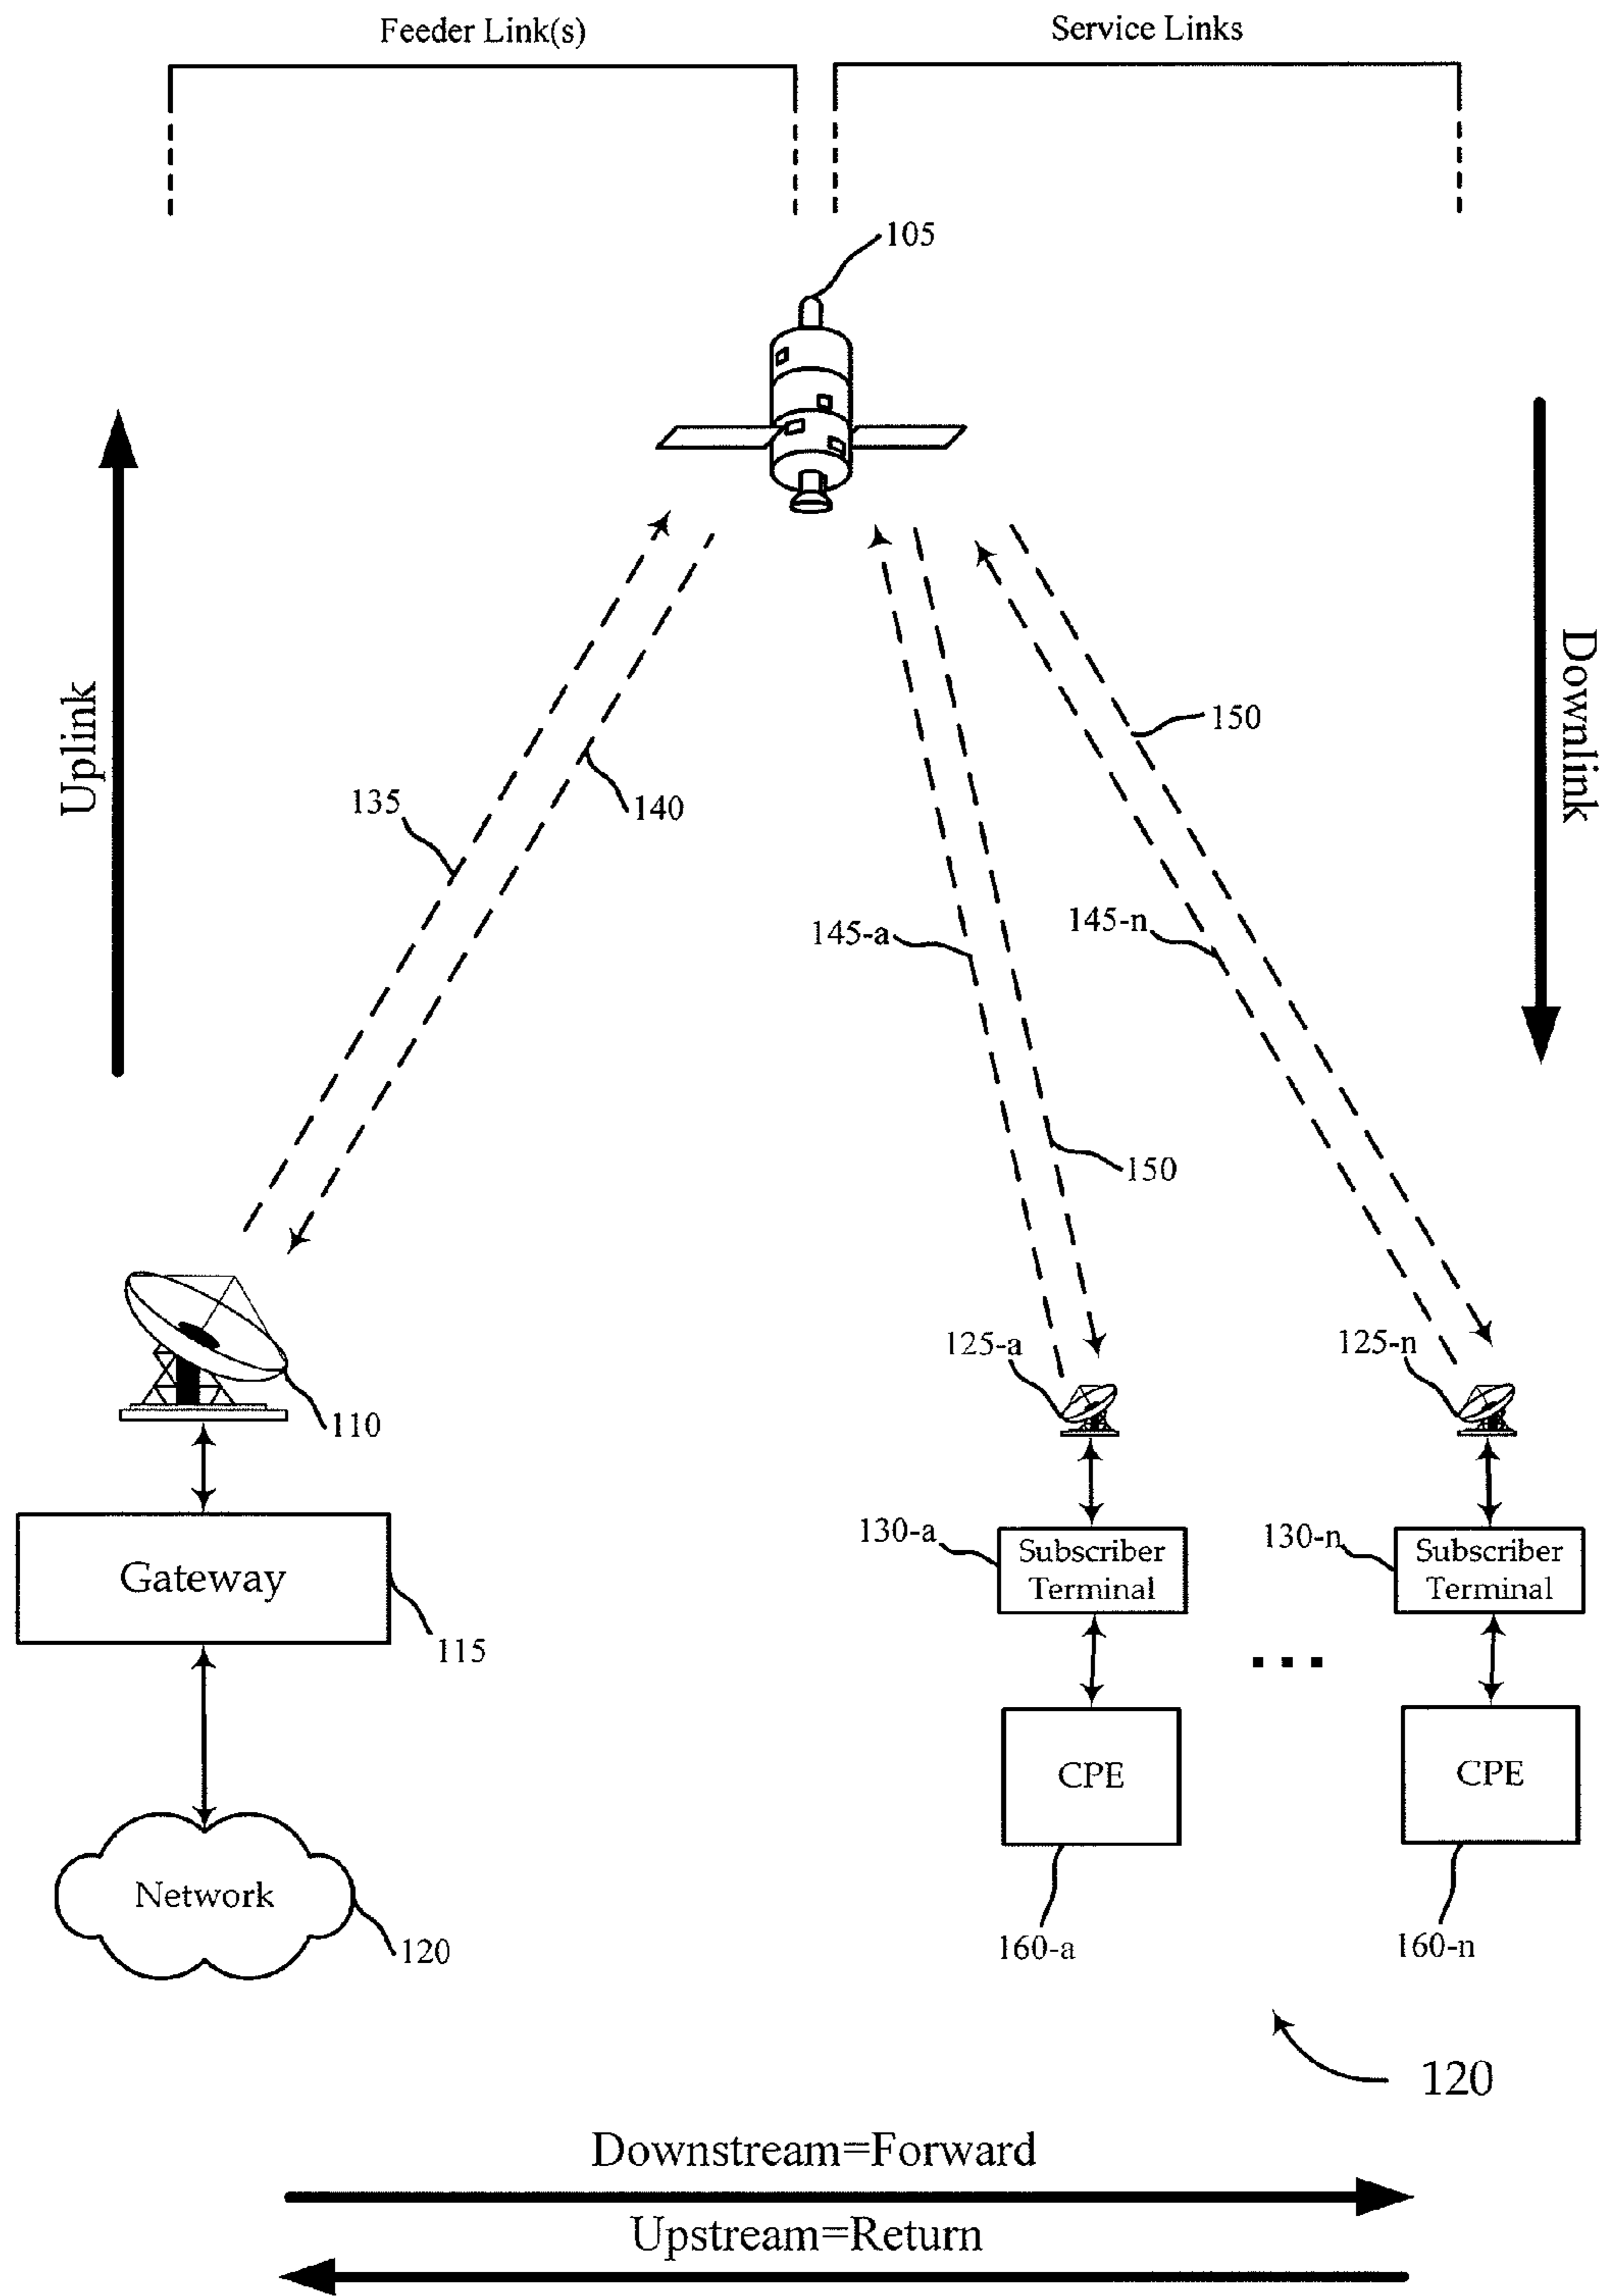 Feeder Link(s)
Service Links
105
Uplink
Downlink
150
135
140
145-a
145-n
150
125-a
125-n
110
130-a
Subscriber
Terminal
130-n
Subscriber
Terminal
Gateway
115
CPE
CPE
Network
120
160-a
160-n
120
Downstream=Forward
Upstream=Return